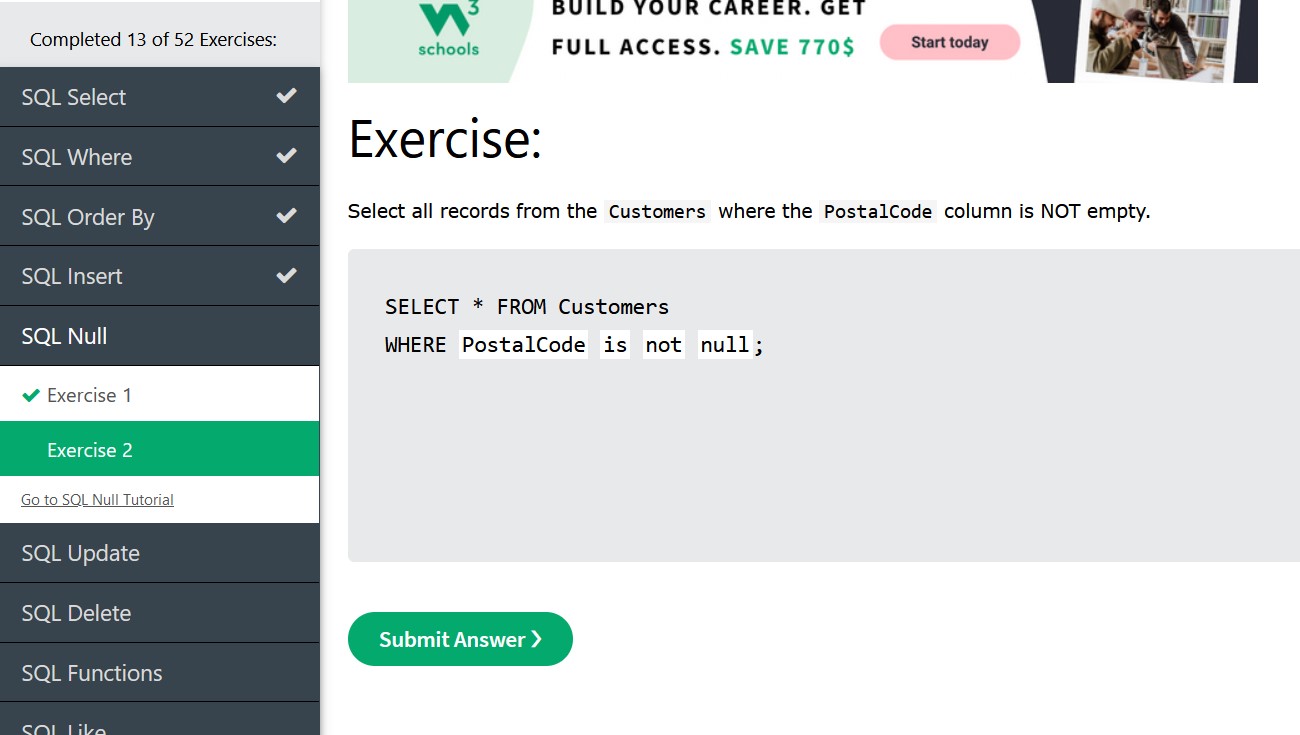 Completed 13 of 52 Exercises:
SQL Select
SQL Where
SQL Order By
SQL Insert
SQL Null
Exercise 1
Exercise 2
Go to SQL Null Tutorial
SQL Update
SQL Delete
SQL Functions
SQL Like
3
schools
BUILD YOUR CAREER. GET
FULL ACCESS. SAVE 770$
Start today
Exercise:
Select all records from the Customers where the PostalCode column is NOT empty.
SELECT * FROM Customers
WHERE PostalCode is not null;
Submit Answer ❯